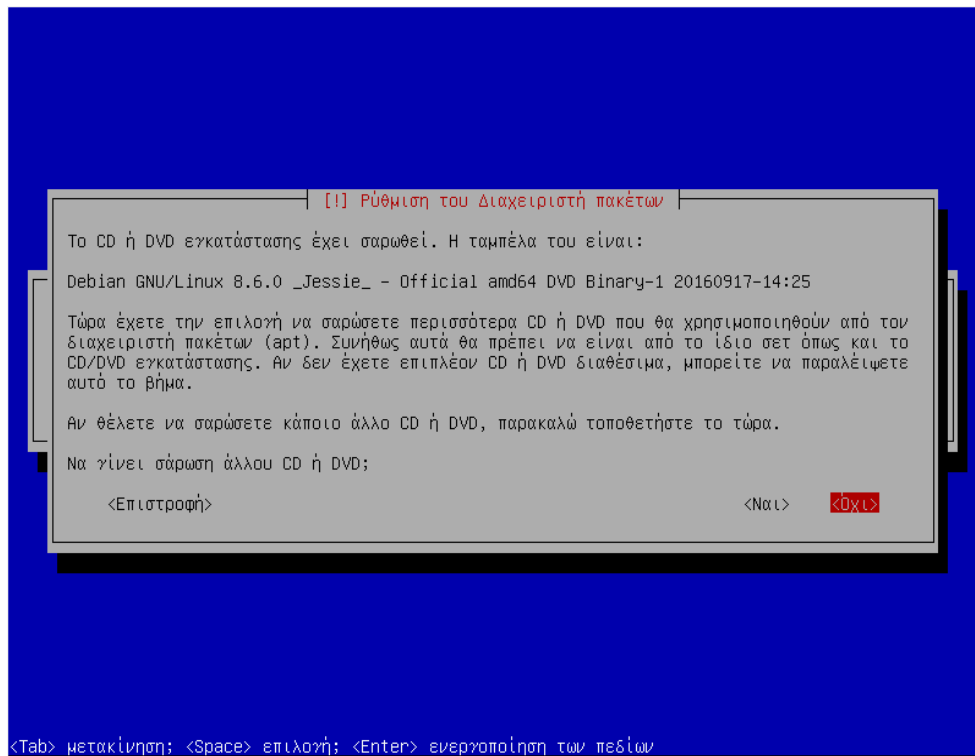 [!] Ρύθμιση του Διαχειριστή πακέτων
Το CD ή DVD εγκατάστασης έχει σαρωθεί. Η ταμπέλα του είναι:
Debian GNU/Linux 8.6.0 _Jessie_ - Official amd64 DVD Binary-1 20160917-14:25
Τώρα έχετε την επιλογή να σαρώσετε περισσότερα CD ή DVD που θα χρησιμοποιηθούν από τον
διαχειριστή πακέτων (apt). Συνήθως αυτά θα πρέπει να είναι από το ίδιο σετ όπως και το
CD/DVD εγκατάστασης. Αν δεν έχετε επιπλέον CD ή DVD διαθέσιμα, μπορείτε να παραλείψετε
αυτό το βήμα.
Αν θέλετε να σαρώσετε κάποιο άλλο CD ή DVD, παρακαλώ τοποθετήστε το τώρα.
Να γίνει σάρωση άλλου CD ή DVD;
<Επιστροφή> <Ναι> <Όχι>
<Tab> μετακίνηση; <Space> επιλογή; <Enter> ενεργοποίηση των πεδίων